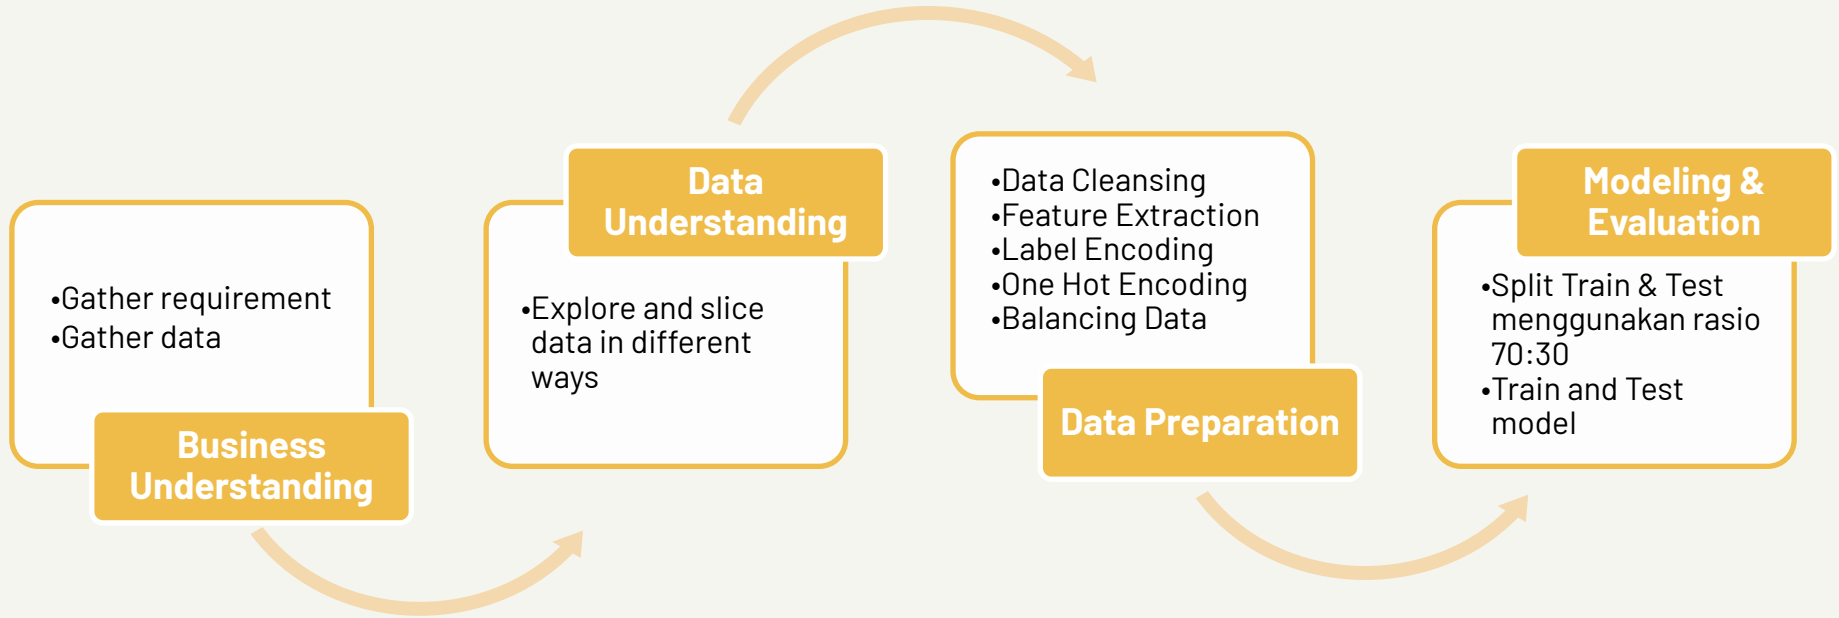 •Gather requirement
•Gather data
Business
Understanding
Data
Understanding
•Explore and slice
data in different
ways
•Data Cleansing
•Feature Extraction
•Label Encoding
•One Hot Encoding
•Balancing Data
Data Preparation
Modeling &
Evaluation
•Split Train & Test
menggunakan rasio
70:30
•Train and Test
model